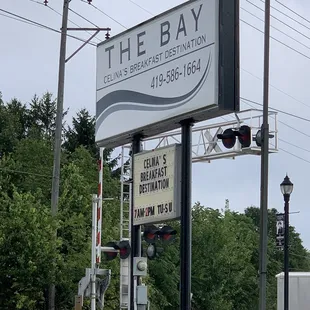 THE BAY
CELINA'S BREAKFAST DESTINATION
419-586-1664
CELINA'S
BREAKFAST
DESTINATION
7AM-2PM TU-SU